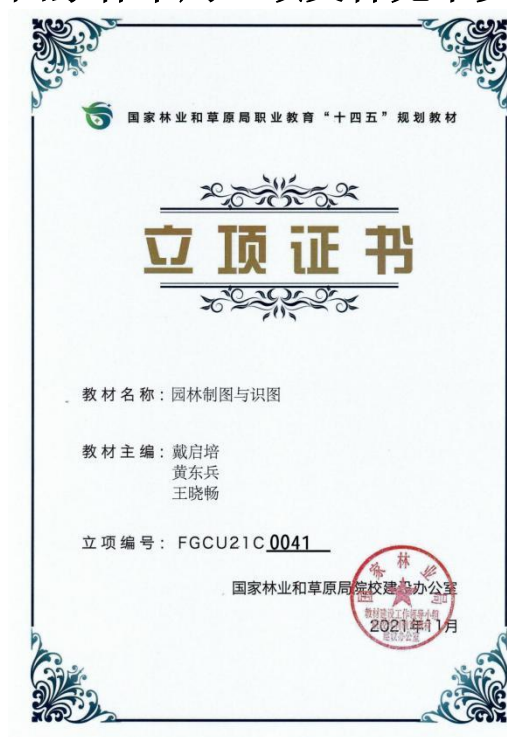 国家林业和草原局职业教育“十四五”规划教材
立项证书
教材名称：园林制图与识图
教材主编：戴启培
黄东兵
王晓畅
立项编号：FGCU21C 0041
国家林业和草原局院校建设办公室
2021年11月